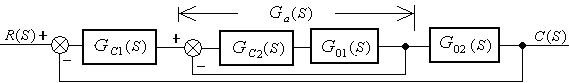 G_a(S)
R(S) + − G_C1(S) + − G_C2(S) G_01(S) G_02(S) C(S)